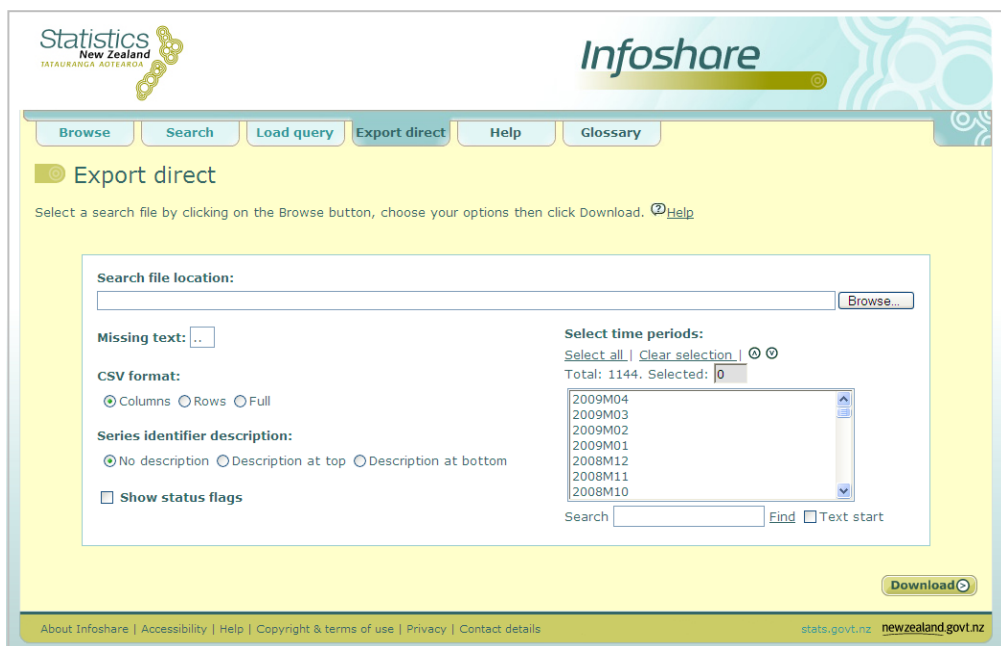 Statistics
New Zealand
TATAURANGA AOTEAROA
Infoshare
Browse Search Load query Export direct Help Glossary
Export direct
Select a search file by clicking on the Browse button, choose your options then click Download. ? Help
Search file location:
Browse...
Missing text: ..
Select time periods:
Select all | Clear selection |
Total: 1144. Selected: 0
CSV format:
Columns Rows Full
2009M04
2009M03
2009M02
2009M01
2008M12
2008M11
2008M10
Series identifier description:
No description Description at top Description at bottom
Show status flags
Search Find Text start
Download
About Infoshare | Accessibility | Help | Copyright & terms of use | Privacy | Contact details
stats.govt.nz newzealand.govt.nz